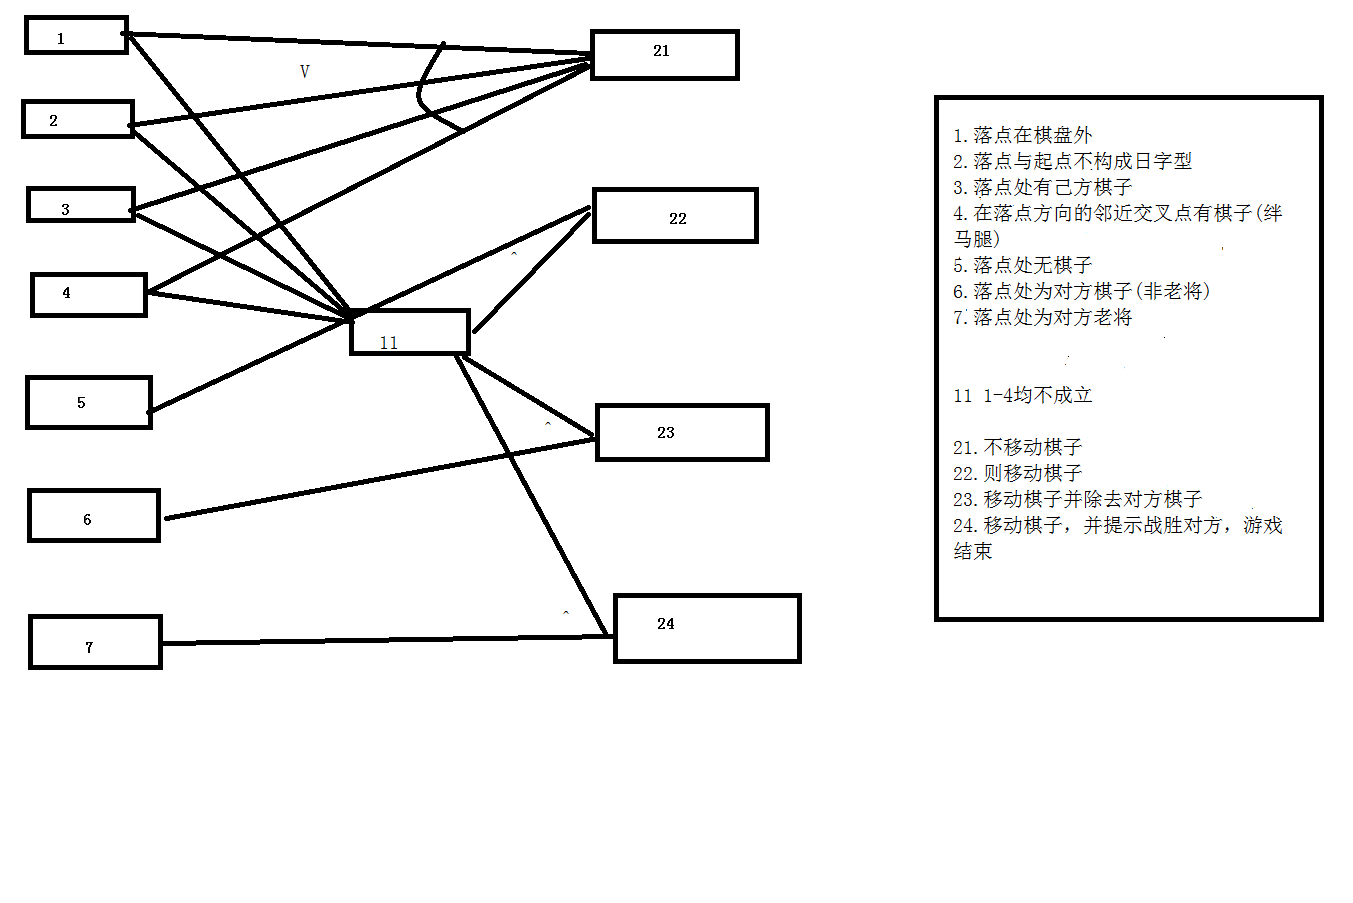 1
21
V
2
3
22
^
4
11
5
^
23
6
^
24
7
1.落点在棋盘外
2.落点与起点不构成日字型
3.落点处有己方棋子
4.在落点方向的邻近交叉点有棋子(绊
马腿)
5.落点处无棋子
6.落点处为对方棋子(非老将)
7.落点处为对方老将
11 1-4均不成立
21.不移动棋子
22.则移动棋子
23.移动棋子并除去对方棋子
24.移动棋子，并提示战胜对方，游戏
结束